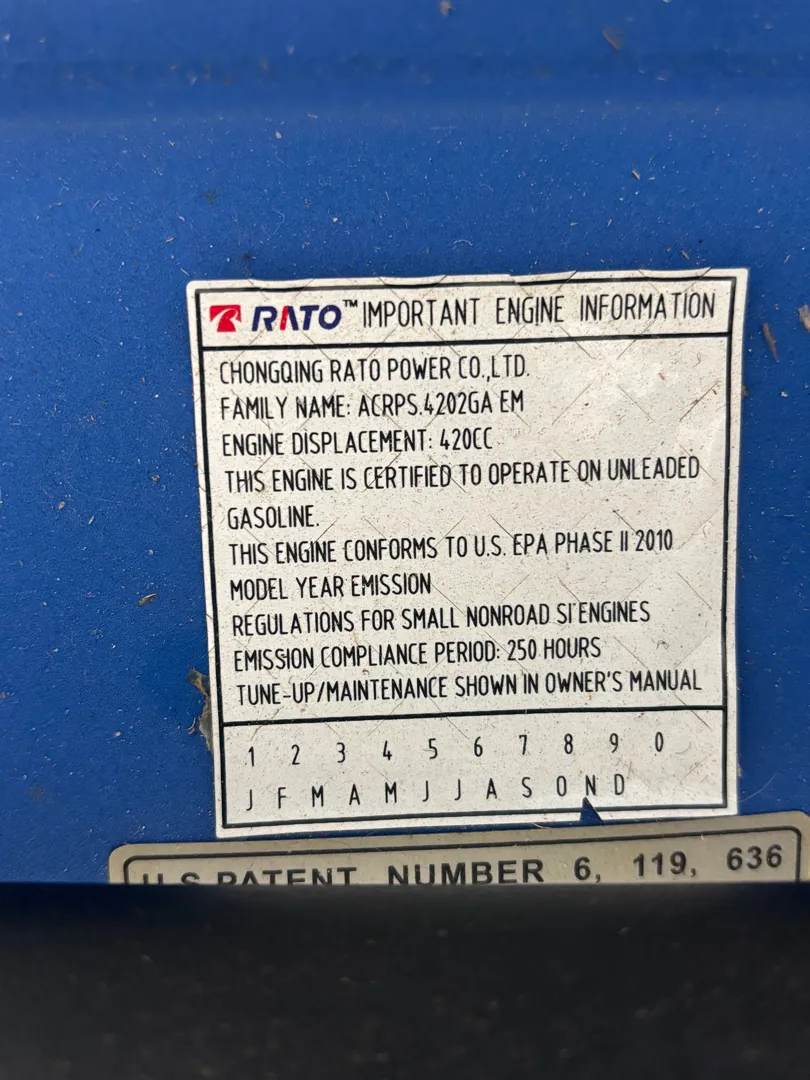 RATO™ IMPORTANT ENGINE INFORMATION
CHONGQING RATO POWER CO.,LTD.
FAMILY NAME: ACRPS.4202GA EM
ENGINE DISPLACEMENT: 420CC
THIS ENGINE IS CERTIFIED TO OPERATE ON UNLEADED
GASOLINE.
THIS ENGINE CONFORMS TO U.S. EPA PHASE II 2010
MODEL YEAR EMISSION
REGULATIONS FOR SMALL NONROAD SI ENGINES
EMISSION COMPLIANCE PERIOD: 250 HOURS
TUNE-UP/MAINTENANCE SHOWN IN OWNER'S MANUAL
1 2 3 4 5 6 7 8 9 0
J F M A M J J A S O N D
U.S PATENT NUMBER 6, 119, 636